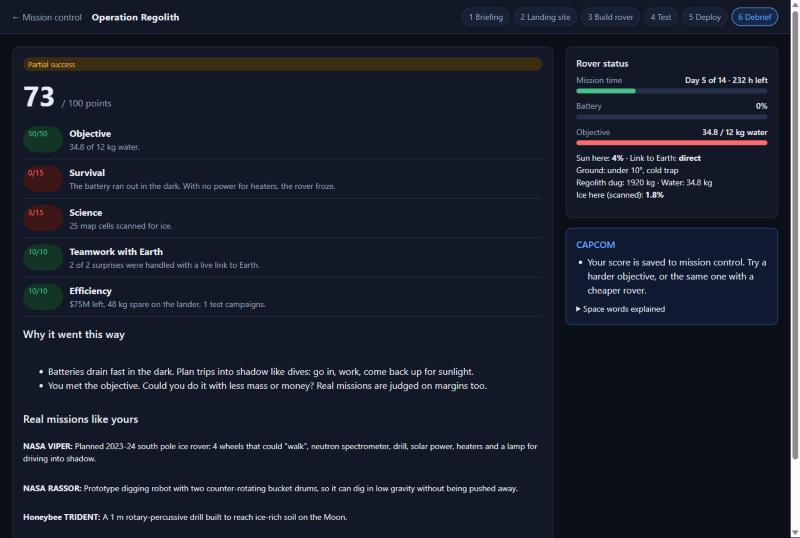 ← Mission control
Operation Regolith
1 Briefing
2 Landing site
3 Build rover
4 Test
5 Deploy
6 Debrief
Partial success
73 / 100 points
50/50
Objective
34.8 of 12 kg water.
0/15
Survival
The battery ran out in the dark. With no power for heaters, the rover froze.
3/15
Science
25 map cells scanned for ice.
10/10
Teamwork with Earth
2 of 2 surprises were handled with a live link to Earth.
10/10
Efficiency
$75M left, 48 kg spare on the lander, 1 test campaigns.
Why it went this way
• Batteries drain fast in the dark. Plan trips into shadow like dives: go in, work, come back up for sunlight.
• You met the objective. Could you do it with less mass or money? Real missions are judged on margins too.
Real missions like yours
NASA VIPER: Planned 2023-24 south pole ice rover: 4 wheels that could "walk", neutron spectrometer, drill, solar power, heaters and a lamp for
driving into shadow.
NASA RASSOR: Prototype digging robot with two counter-rotating bucket drums, so it can dig in low gravity without being pushed away.
Honeybee TRIDENT: A 1 m rotary-percussive drill built to reach ice-rich soil on the Moon.
Rover status
Mission time Day 5 of 14 · 232 h left
Battery 0%
Objective 34.8 / 12 kg water
Sun here: 4% · Link to Earth: direct
Ground: under 10°, cold trap
Regolith dug: 1920 kg · Water: 34.8 kg
Ice here (scanned): 1.8%
CAPCOM
• Your score is saved to mission control. Try a
harder objective, or the same one with a
cheaper rover.
▶ Space words explained